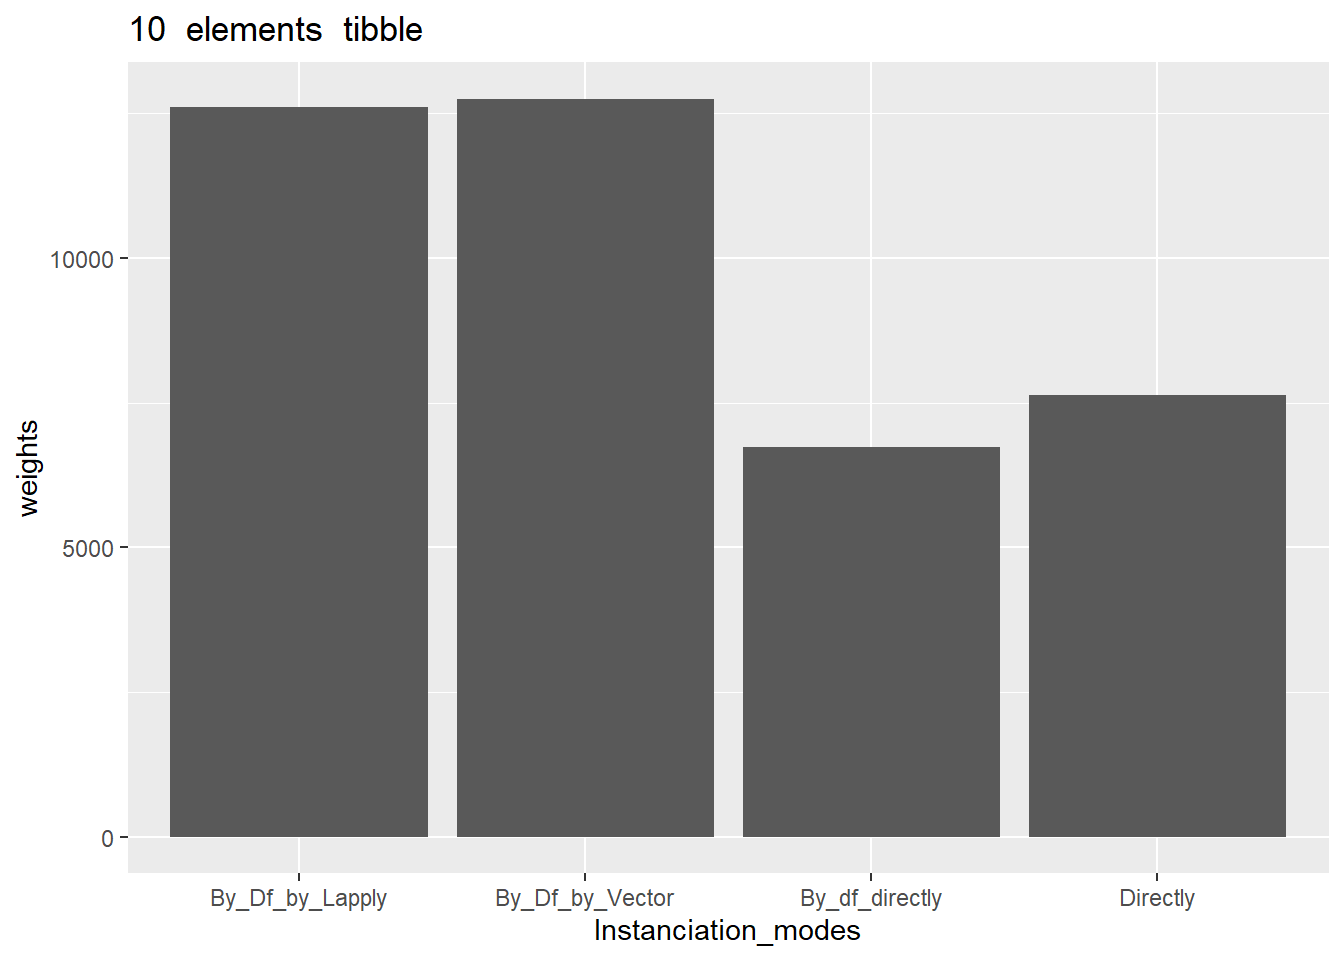 10 elements tibble
weights
10000
5000
0
By_Df_by_Lapply By_Df_by_Vector By_df_directly Directly
Instanciation_modes